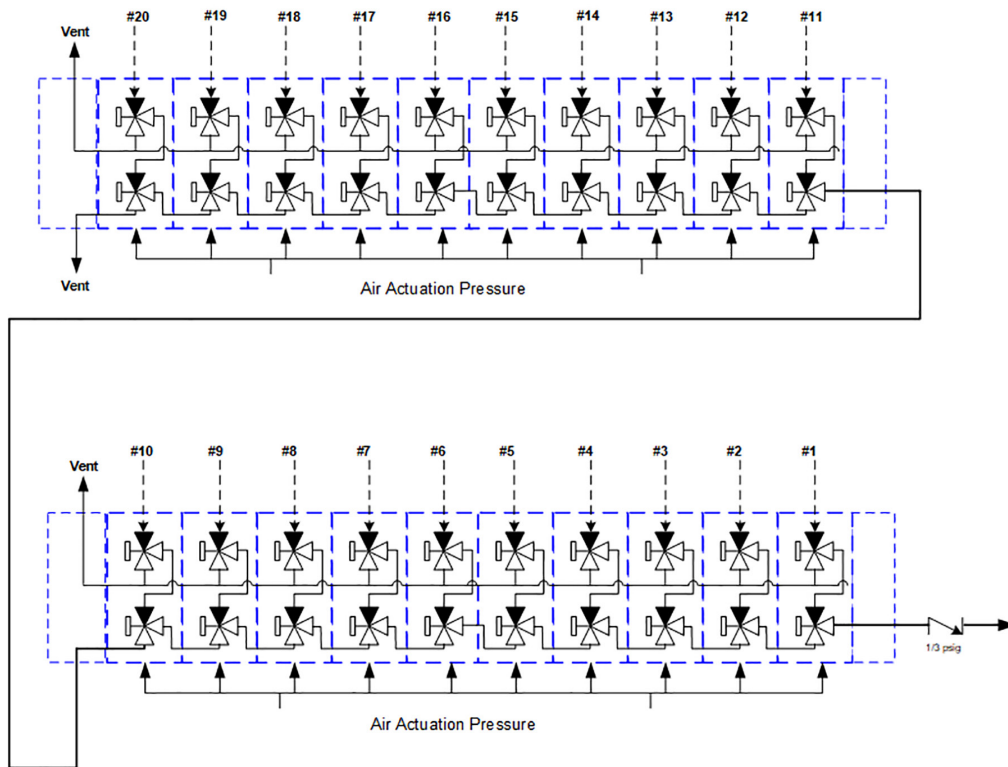 #20 #19 #18 #17 #16 #15 #14 #13 #12 #11
Vent
Vent
Air Actuation Pressure
#10 #9 #8 #7 #6 #5 #4 #3 #2 #1
Vent
1/3 psig
Air Actuation Pressure